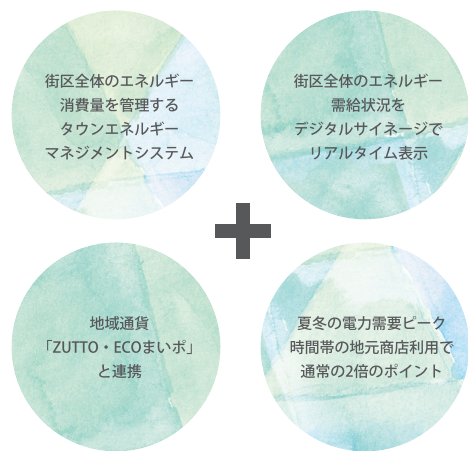 街区全体のエネルギー
消費量を管理する
タウンエネルギー
マネジメントシステム
街区全体のエネルギー
需給状況を
デジタルサイネージで
リアルタイム表示
地域通貨
「ZUTTO・ECOまいポ」
と連携
夏冬の電力需要ピーク
時間帯の地元商店利用で
通常の2倍のポイント